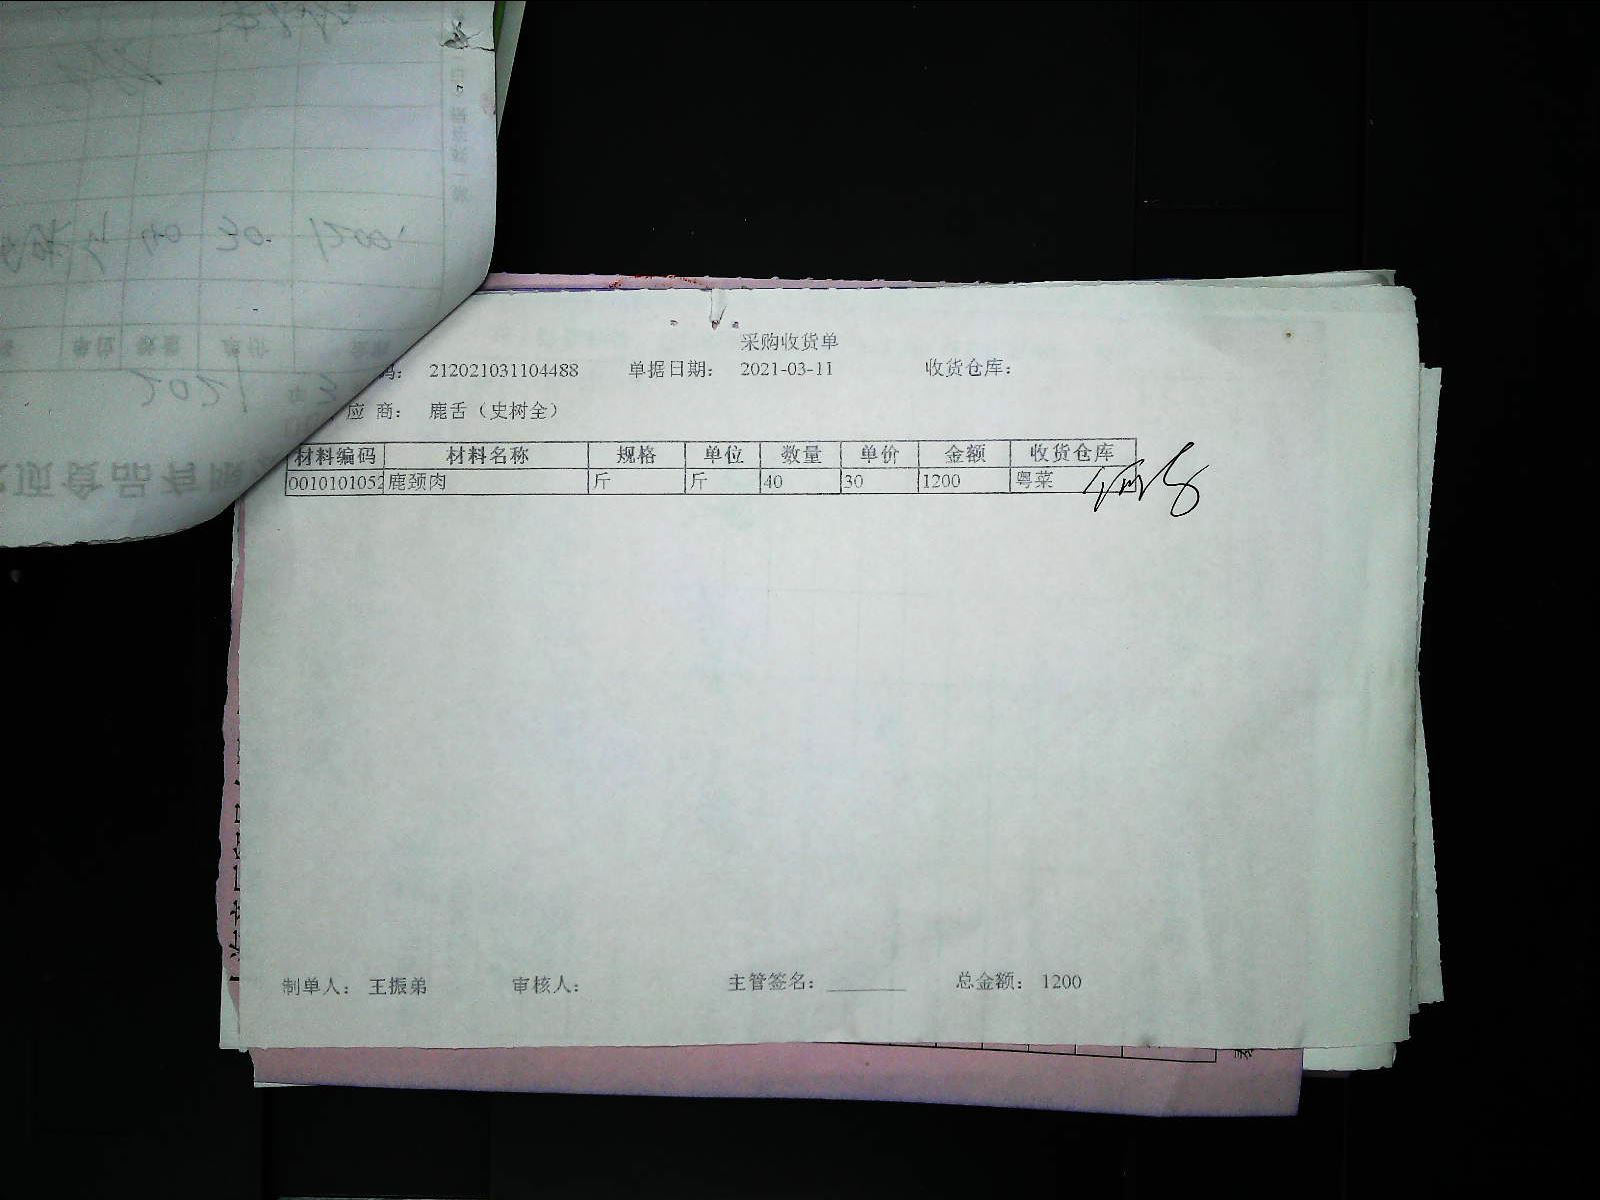 采购收货单
码： 212021031104488 单据日期： 2021-03-11 收货仓库：
应 商： 鹿舌（史树全）
材料编码 材料名称 规格 单位 数量 单价 金额 收货仓库
0010101052 鹿颈肉 斤 斤 40 30 1200 粤菜
制单人： 王振弟 审核人： 主管签名： ________ 总金额： 1200